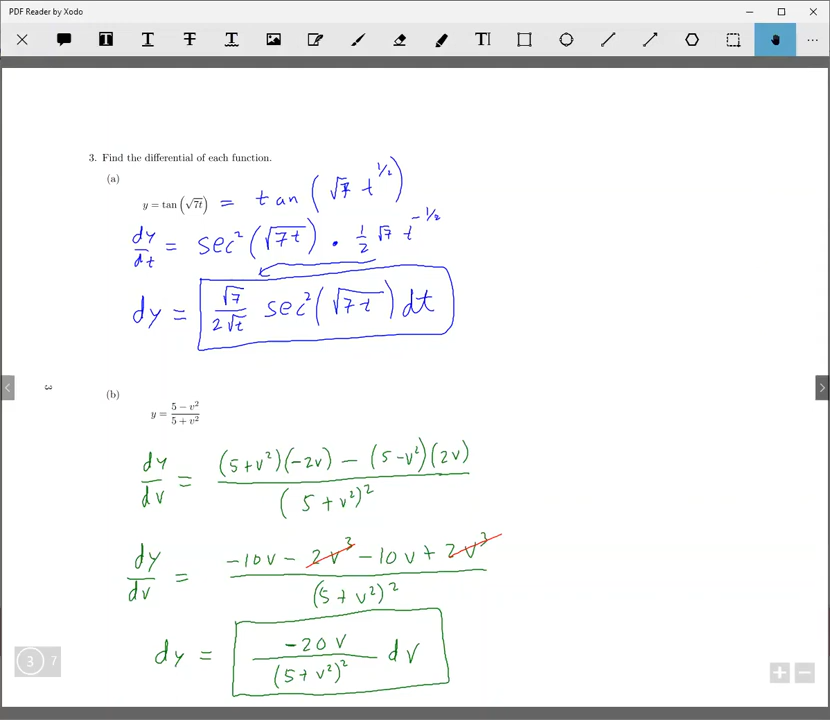 PDF Reader by Xodo
3. Find the differential of each function.
(a)
y = tan(√7t) = tan(√7 t^1/2)
dy/dt = sec²(√7t) · 1/2 √7 t^-1/2
dy = √7/2√t sec²(√7t) dt
(b)
y = 5 − v²/5 + v²
dy/dv = (5+v²)(-2v) − (5-v²)(2v)/(5+v²)²
dy/dv = -10v − 2v³ − 10v + 2v³/(5+v²)²
dy = -20v/(5+v²)² dv
3
3 7